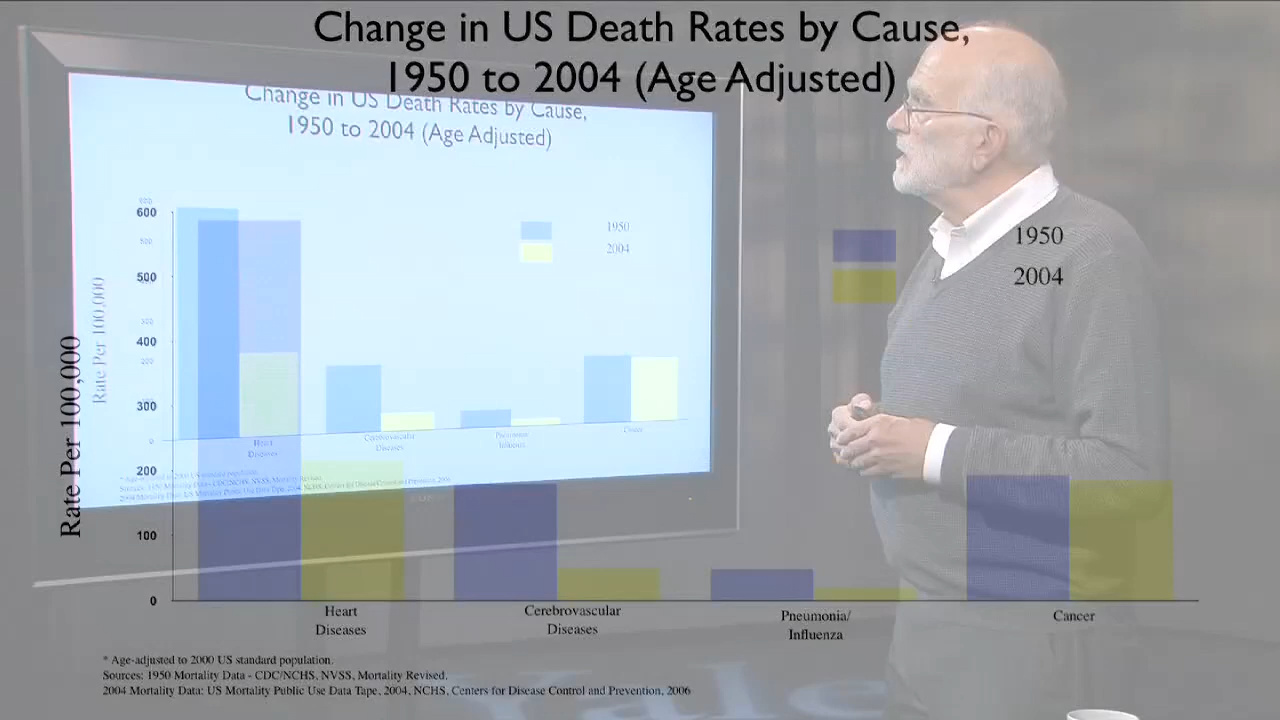 Change in US Death Rates by Cause,
1950 to 2004 (Age Adjusted)
Change in US Death Rates by Cause,
1950 to 2004 (Age Adjusted)
600
500
400
300
200
100
0
Rate Per 100,000
Rate Per 100,000
1950
2004
1950
2004
Heart
Diseases
Cerebrovascular
Diseases
Pneumonia/
Influenza
Cancer
Heart
Diseases
Cerebrovascular
Diseases
Pneumonia/
Influenza
Cancer
* Age-adjusted to 2000 US standard population.
Sources: 1950 Mortality Data - CDC/NCHS, NVSS, Mortality Revised.
2004 Mortality Data: US Mortality Public Use Data Tape, 2004, NCHS, Centers for Disease Control and Prevention, 2006
Yale